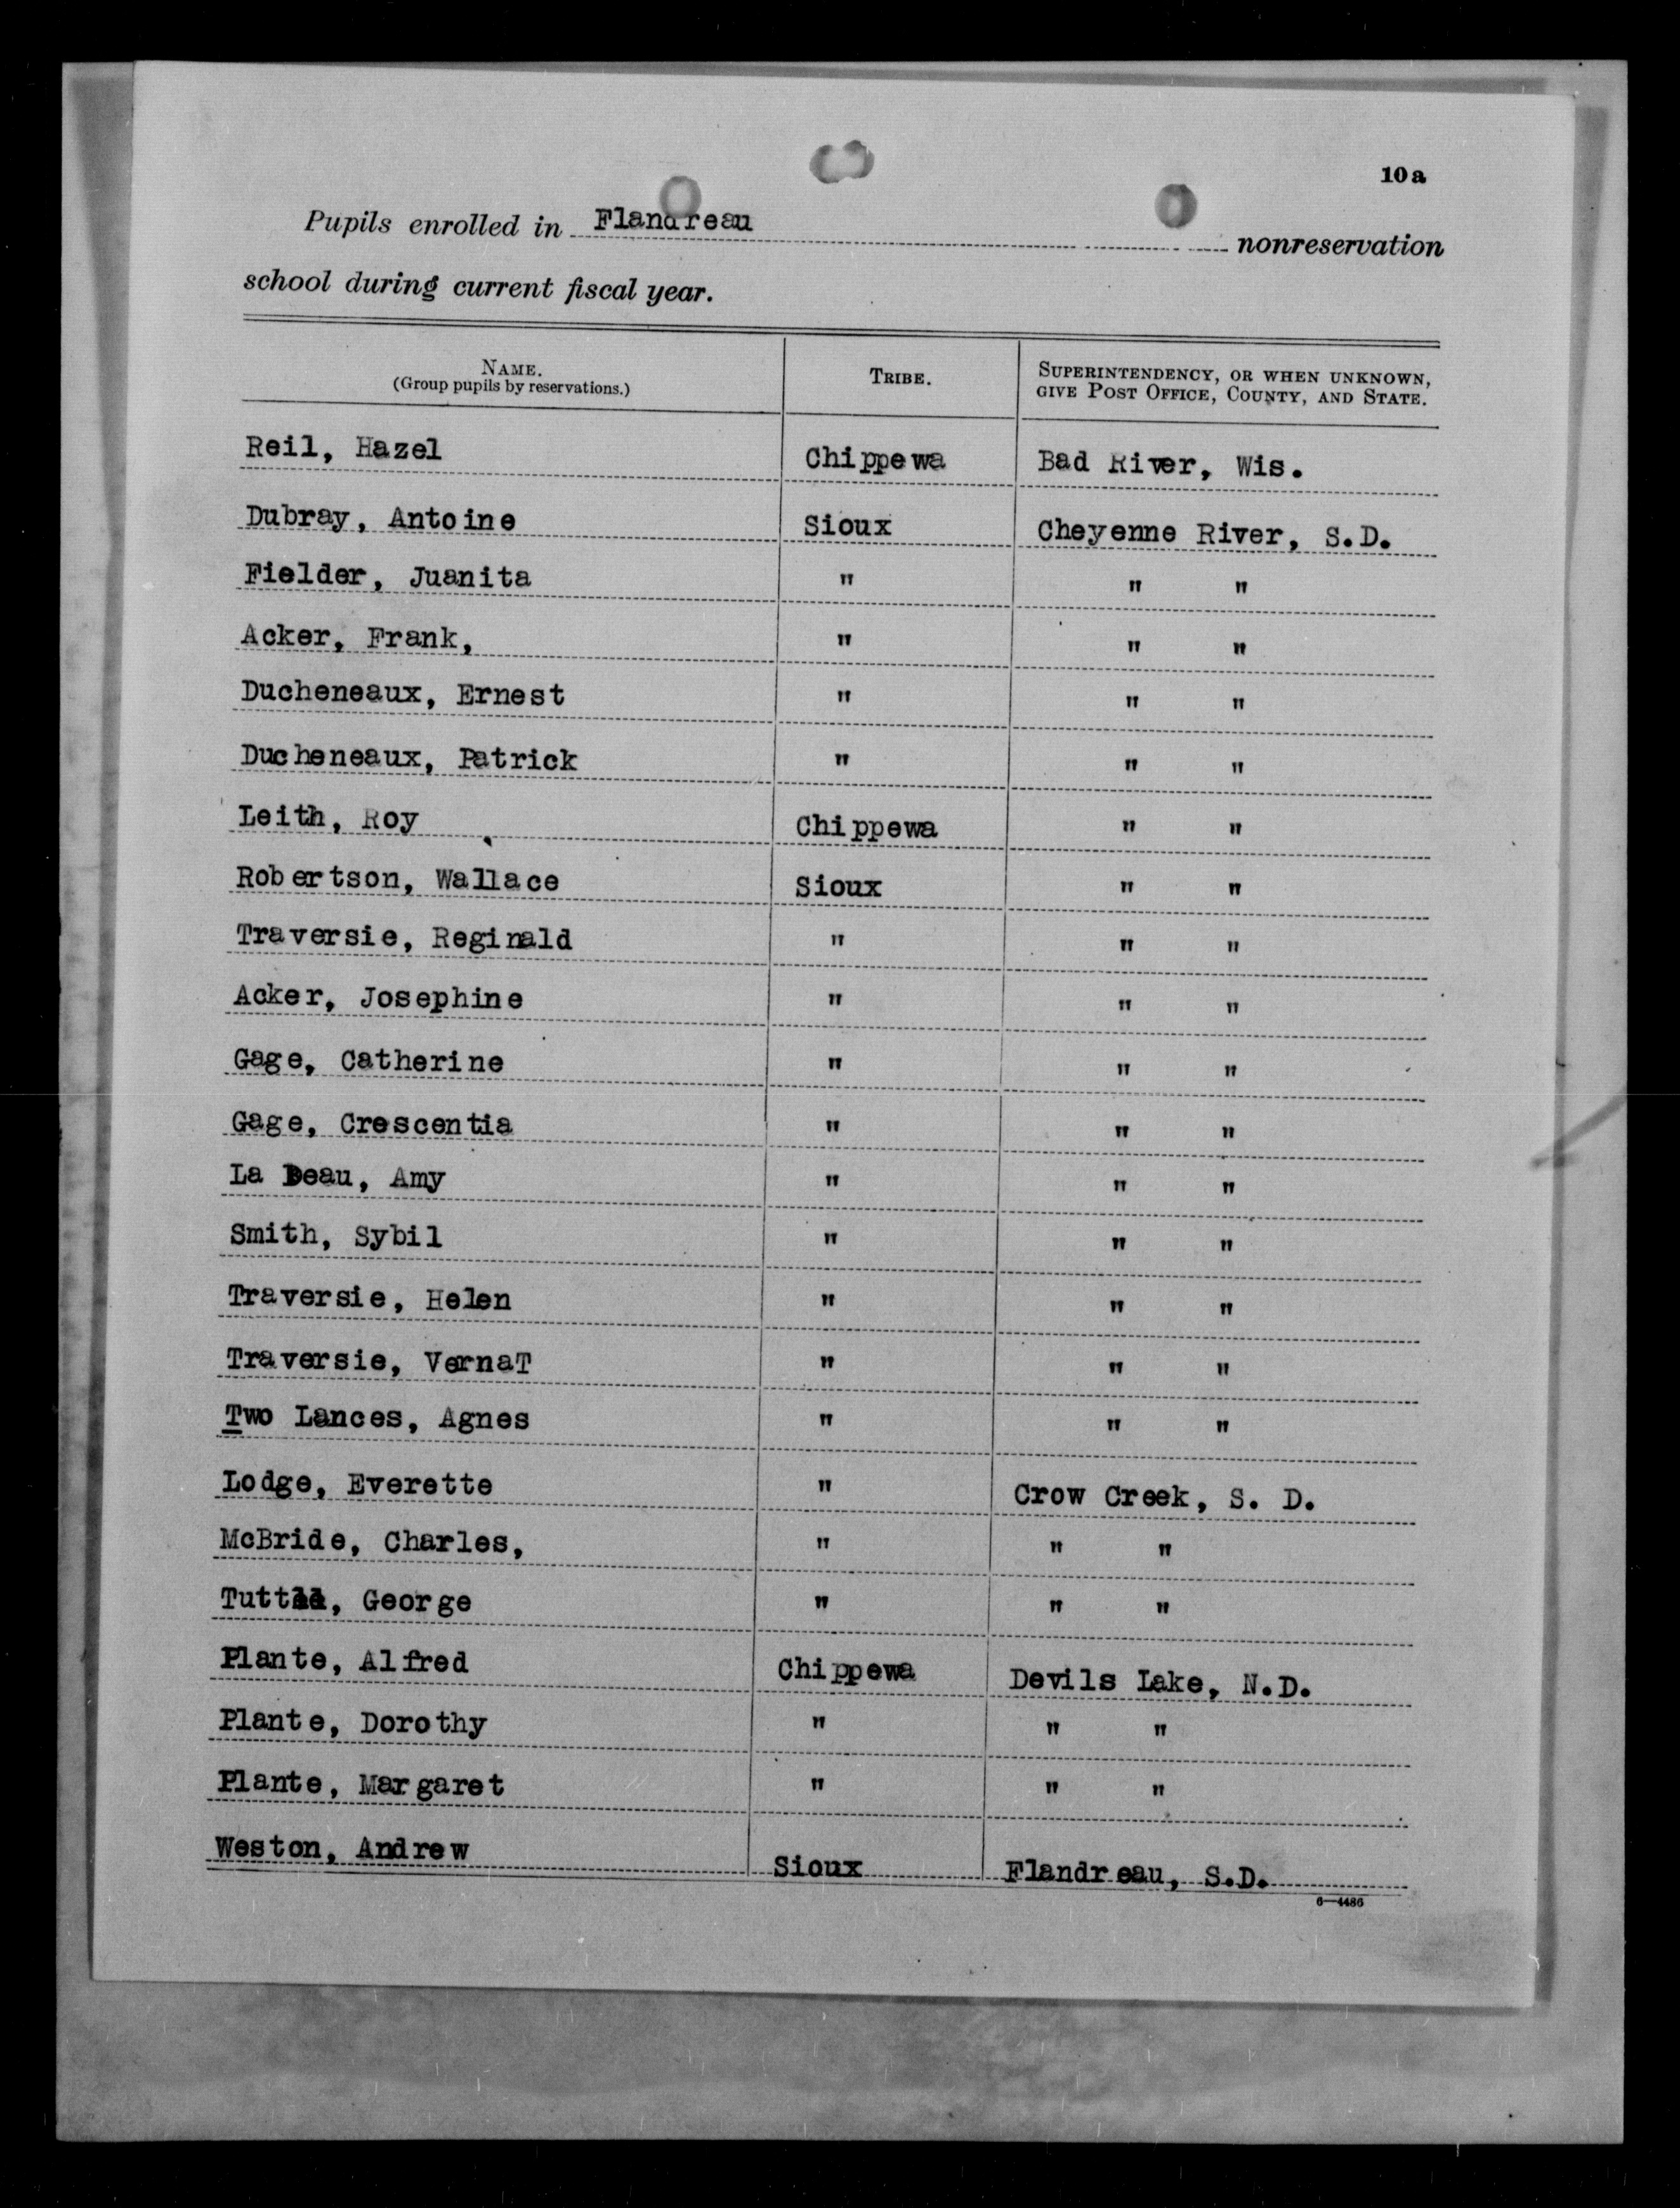 10a
Pupils enrolled in Flandreau nonreservation
school during current fiscal year.
NAME. TRIBE. SUPERINTENDENCY, OR WHEN UNKNOWN,
(Group pupils by reservations.) GIVE POST OFFICE, COUNTY, AND STATE.
Reil, Hazel Chippewa Bad River, Wis.
Dubray, Antoine Sioux Cheyenne River, S.D.
Fielder, Juanita " " "
Acker, Frank, " " "
Ducheneaux, Ernest " " "
Ducheneaux, Patrick " " "
Leith, Roy Chippewa " "
Robertson, Wallace Sioux " "
Traversie, Reginald " " "
Acker, Josephine " " "
Gage, Catherine " " "
Gage, Crescentia " " "
La Deau, Amy " " "
Smith, Sybil " " "
Traversie, Helen " " "
Traversie, VernaT " " "
Two Lances, Agnes " " "
Lodge, Everette " Crow Creek, S. D.
McBride, Charles, " " "
George " " "
Plante, Alfred Chippewa Devils Lake, N.D.
Plante, Dorothy " " "
Plante, Margaret " " "
Weston, Andrew Sioux Flandreau, S.D.
6—4486